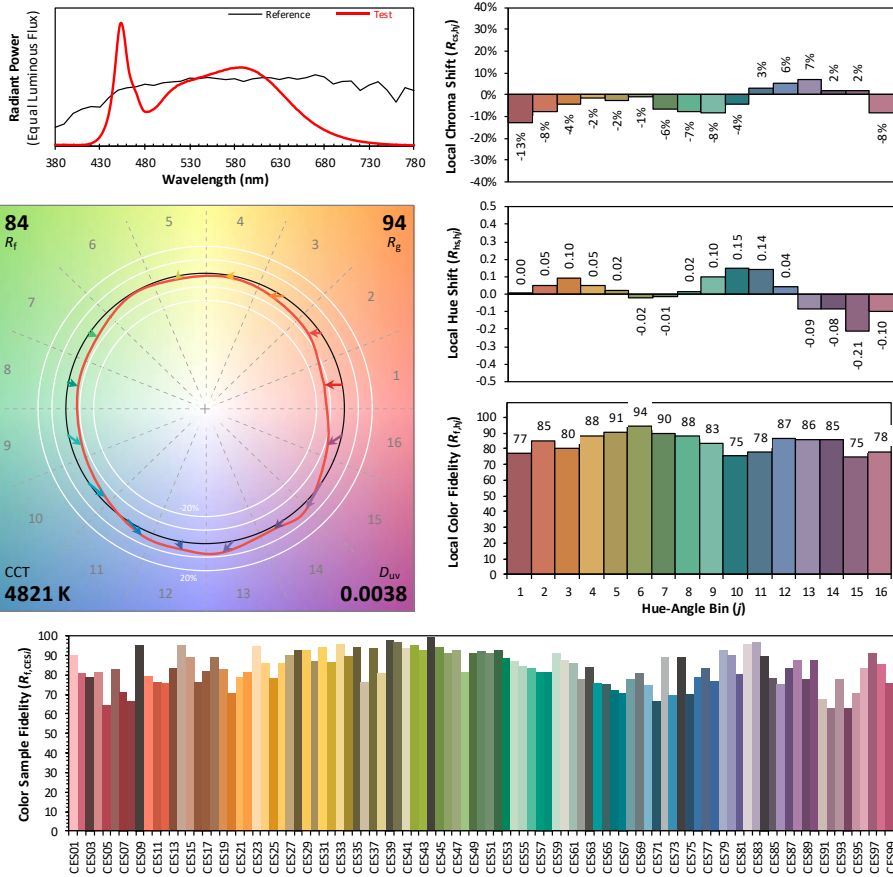 Radiant Power
(Equal Luminous Flux)
Reference
Test
380 430 480 530 580 630 680 730 780
Wavelength (nm)
Local Chroma Shift (Rcs,hj)
40%
30%
20%
10%
0%
-10%
-20%
-30%
-40%
-13% -8% -4% -2% -2% -1% -6% -7% -8% -4% 3% 6% 7% 2% 2% -8%
84
Rf
94
Rg
5 4
6 3
7 2
8 1
9 16
10 15
11 14
12 13
-20%
20%
CCT
4821 K
Duv
0.0038
Local Hue Shift (Rhs,hj)
0.5
0.4
0.3
0.2
0.1
0.0
-0.1
-0.2
-0.3
-0.4
-0.5
0.00 0.05 0.10 0.05 0.02 -0.02 -0.01 0.02 0.10 0.15 0.14 0.04 -0.09 -0.08 -0.21 -0.10
Local Color Fidelity (Rf,hj)
100
90
80
70
60
50
40
30
20
10
0
77 85 80 88 91 94 90 88 83 75 78 87 86 85 75 78
1 2 3 4 5 6 7 8 9 10 11 12 13 14 15 16
Hue-Angle Bin (j)
Color Sample Fidelity (Rf,CESi)
100
90
80
70
60
50
40
30
20
10
0
CES01 CES03 CES05 CES07 CES09 CES11 CES13 CES15 CES17 CES19 CES21 CES23 CES25 CES27 CES29 CES31 CES33 CES35 CES37 CES39 CES41 CES43 CES45 CES47 CES49 CES51 CES53 CES55 CES57 CES59 CES61 CES63 CES65 CES67 CES69 CES71 CES73 CES75 CES77 CES79 CES81 CES83 CES85 CES87 CES89 CES91 CES93 CES95 CES97 CES99